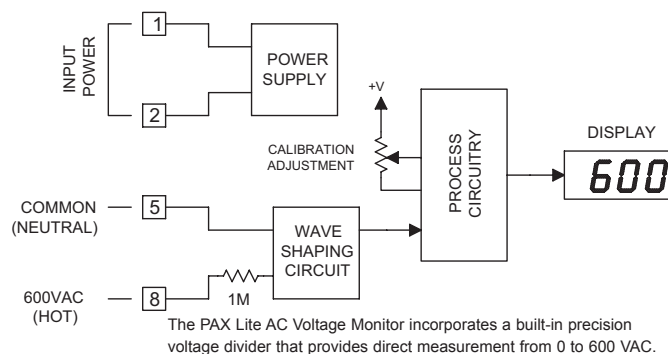 1
INPUT
POWER
2
POWER
SUPPLY
+V
CALIBRATION
ADJUSTMENT
PROCESS
CIRCUITRY
DISPLAY
600
COMMON
(NEUTRAL)
5
WAVE
SHAPING
CIRCUIT
600VAC
(HOT)
8
1M
The PAX Lite AC Voltage Monitor incorporates a built-in precision
voltage divider that provides direct measurement from 0 to 600 VAC.